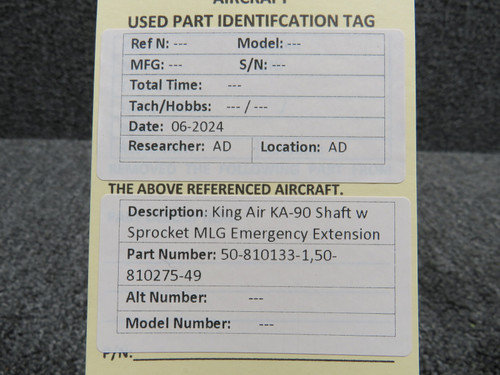 AIRCRAFT
USED PART IDENTIFCATION TAG
Ref N: --- Model: ---
MFG: --- S/N: ---
Total Time: ---
Tach/Hobbs: --- / ---
Date: 06-2024
Researcher: AD Location: AD
THE ABOVE REFERENCED AIRCRAFT.
Description: King Air KA-90 Shaft w
Sprocket MLG Emergency Extension
Part Number: 50-810133-1,50-
810275-49
Alt Number: ---
Model Number: ---
P/N: